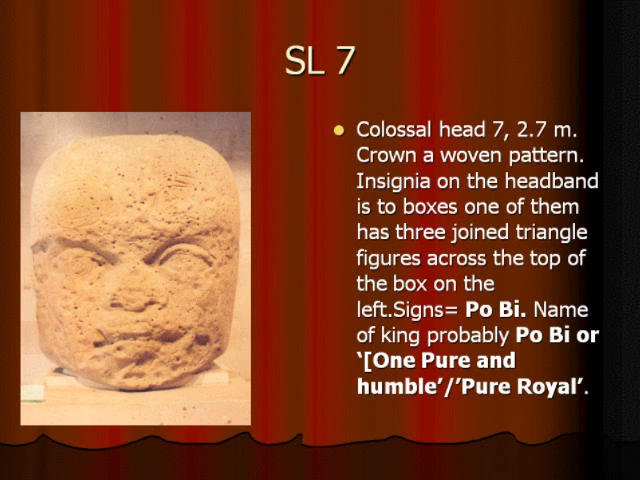 SL 7
Colossal head 7, 2.7 m.
Crown a woven pattern.
Insignia on the headband
is to boxes one of them
has three joined triangle
figures across the top of
the box on the
left.Signs= Po Bi. Name
of king probably Po Bi or
‘[One Pure and
humble’/’Pure Royal’.